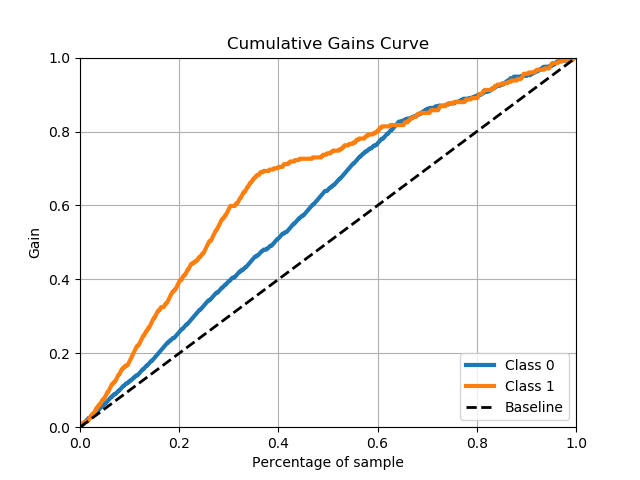 Cumulative Gains Curve
1.0
0.8
0.6
0.4
0.2
0.0
Gain
0.0 0.2 0.4 0.6 0.8 1.0
Percentage of sample
Class 0
Class 1
Baseline